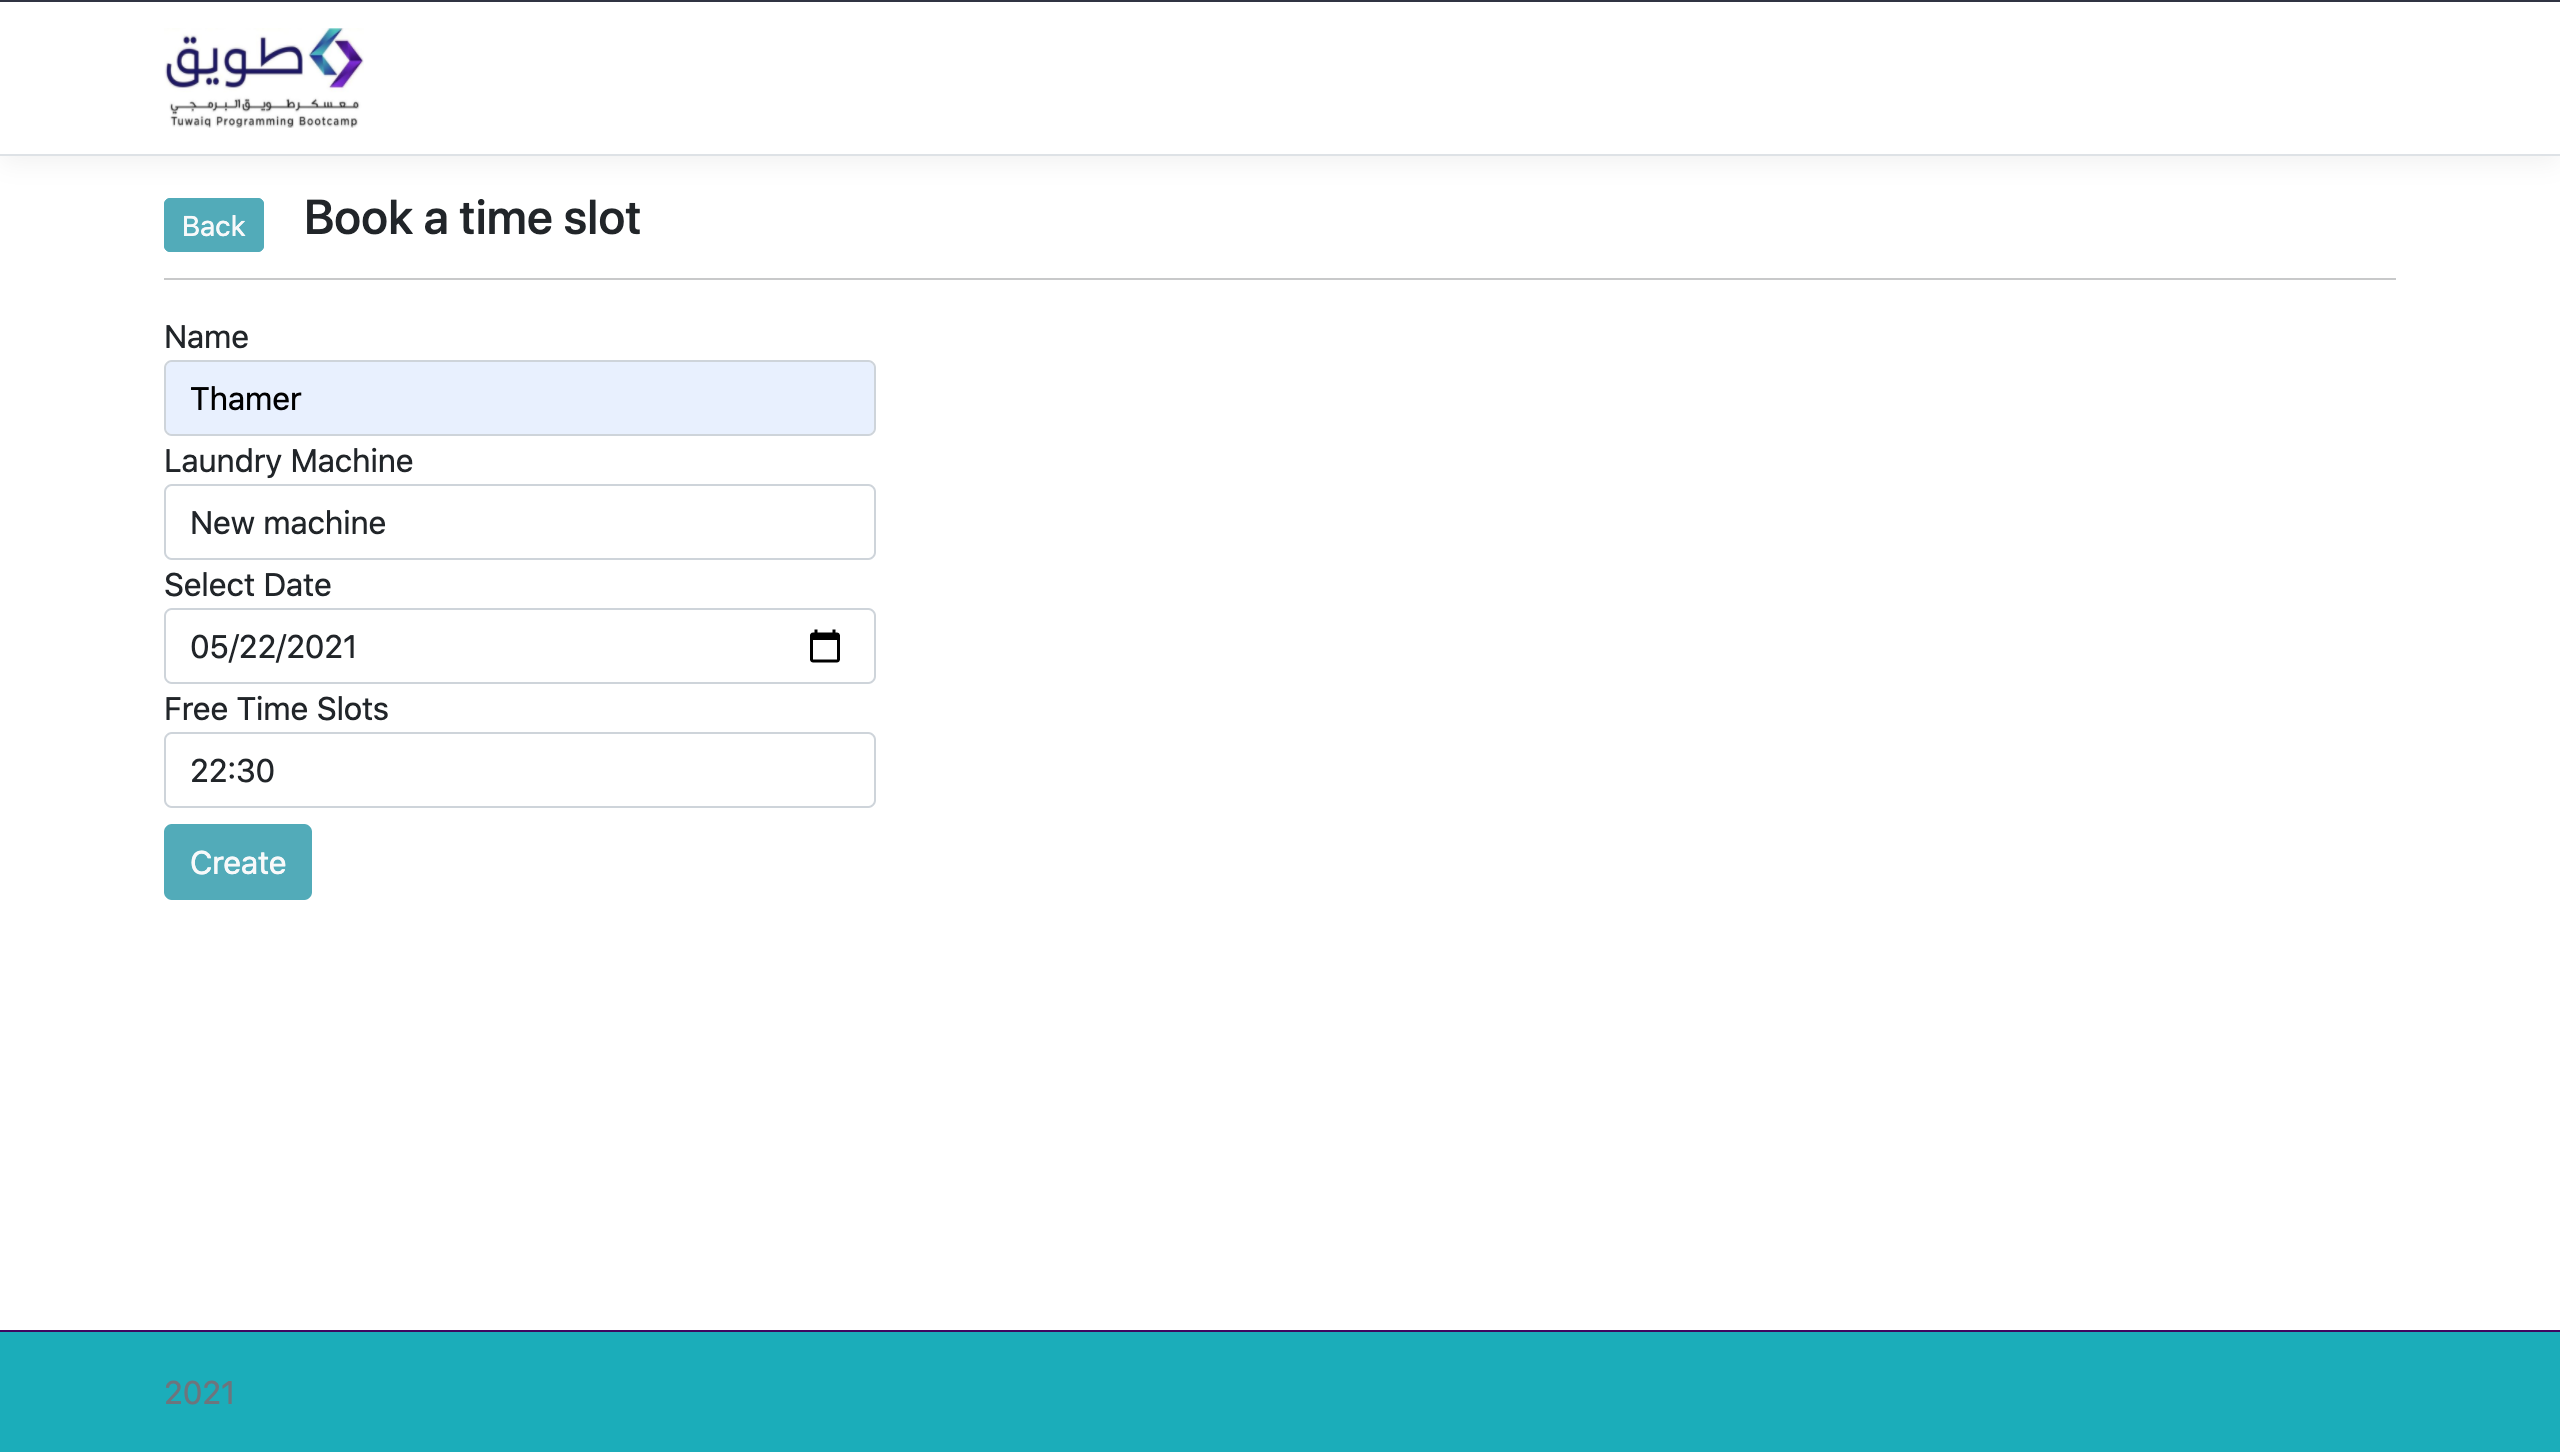 طويق
معسكر طويق البرمجي
Tuwaiq Programming Bootcamp
Back
Book a time slot
Name
Thamer
Laundry Machine
New machine
Select Date
05/22/2021
Free Time Slots
22:30
Create
2021